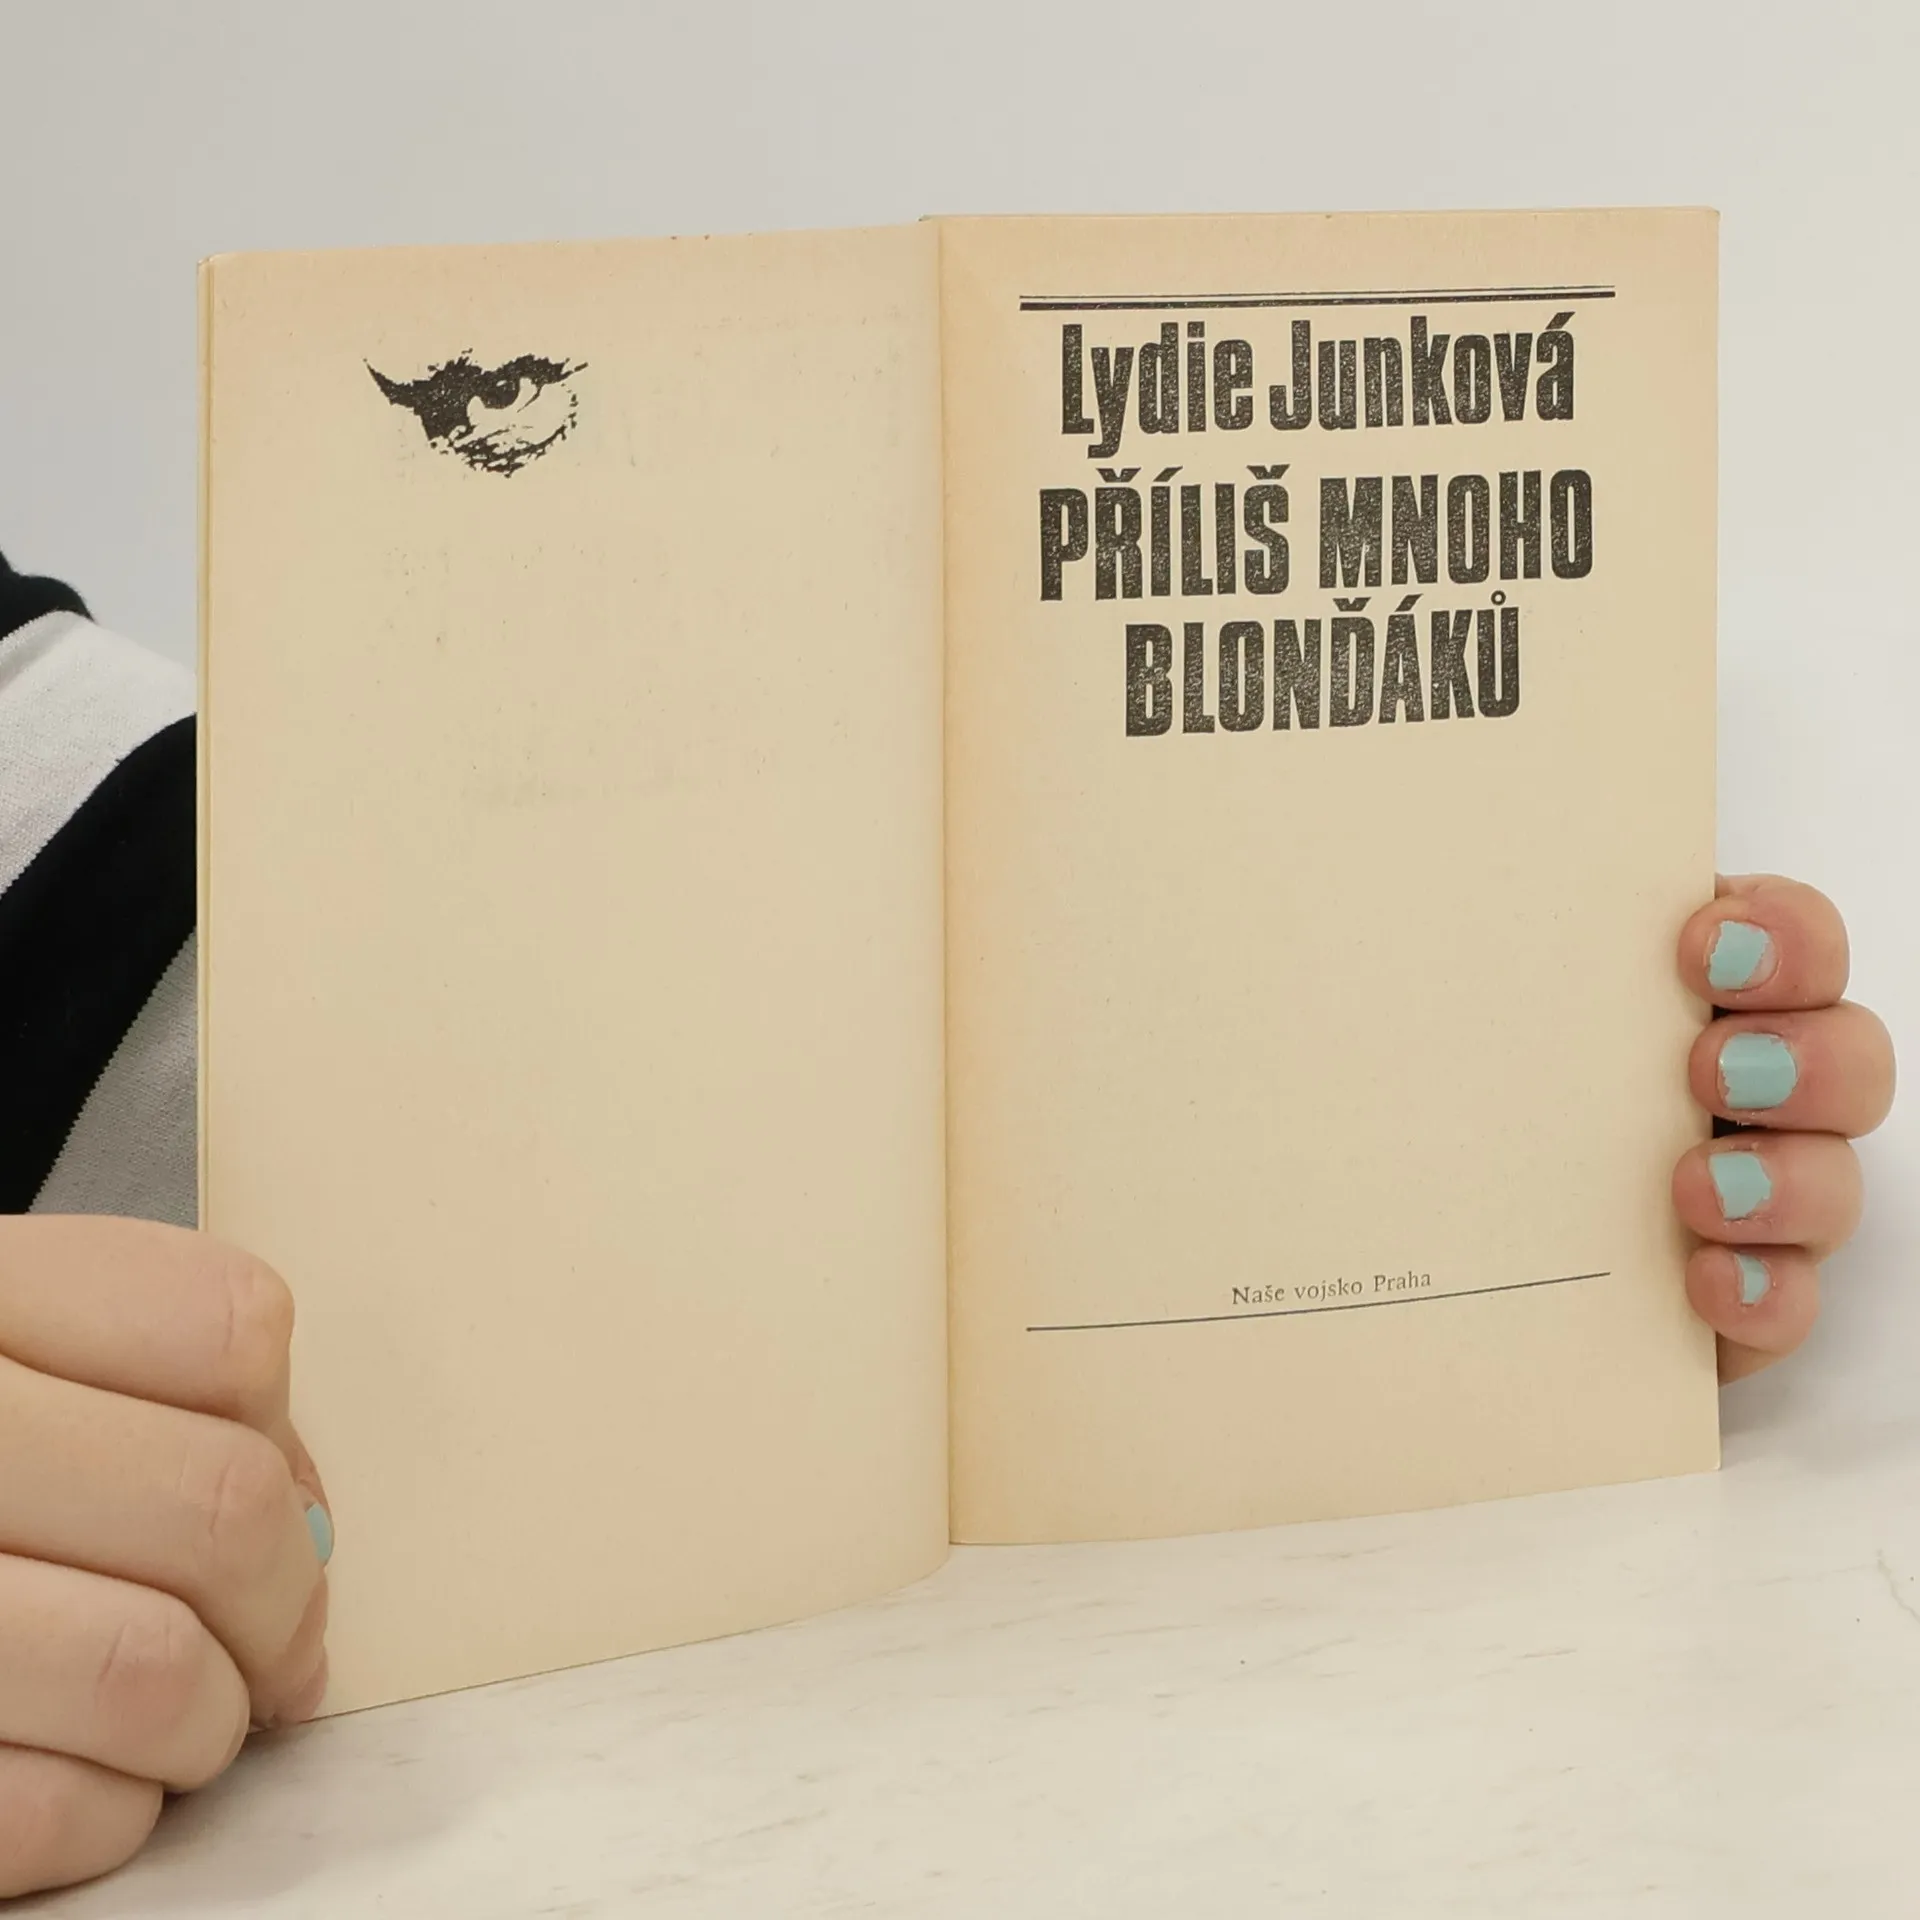 Lydie Junková
PŘÍLIŠ MNOHO
BLONĎÁKŮ
Naše vojsko Praha